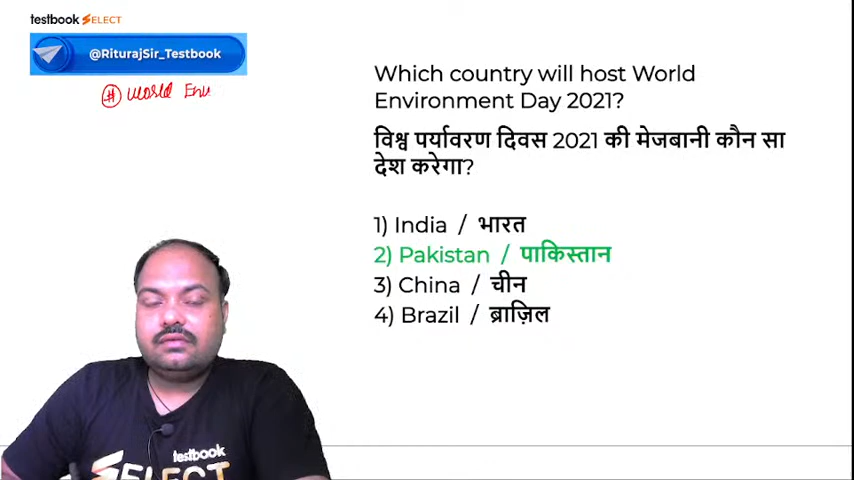 testbook SELECT
@RiturajSir_Testbook
# World Env
Which country will host World
Environment Day 2021?
विश्व पर्यावरण दिवस 2021 की मेजबानी कौन सा
देश करेगा?
1) India / भारत
2) Pakistan / पाकिस्तान
3) China / चीन
4) Brazil / ब्राज़िल
testbook
SELECT